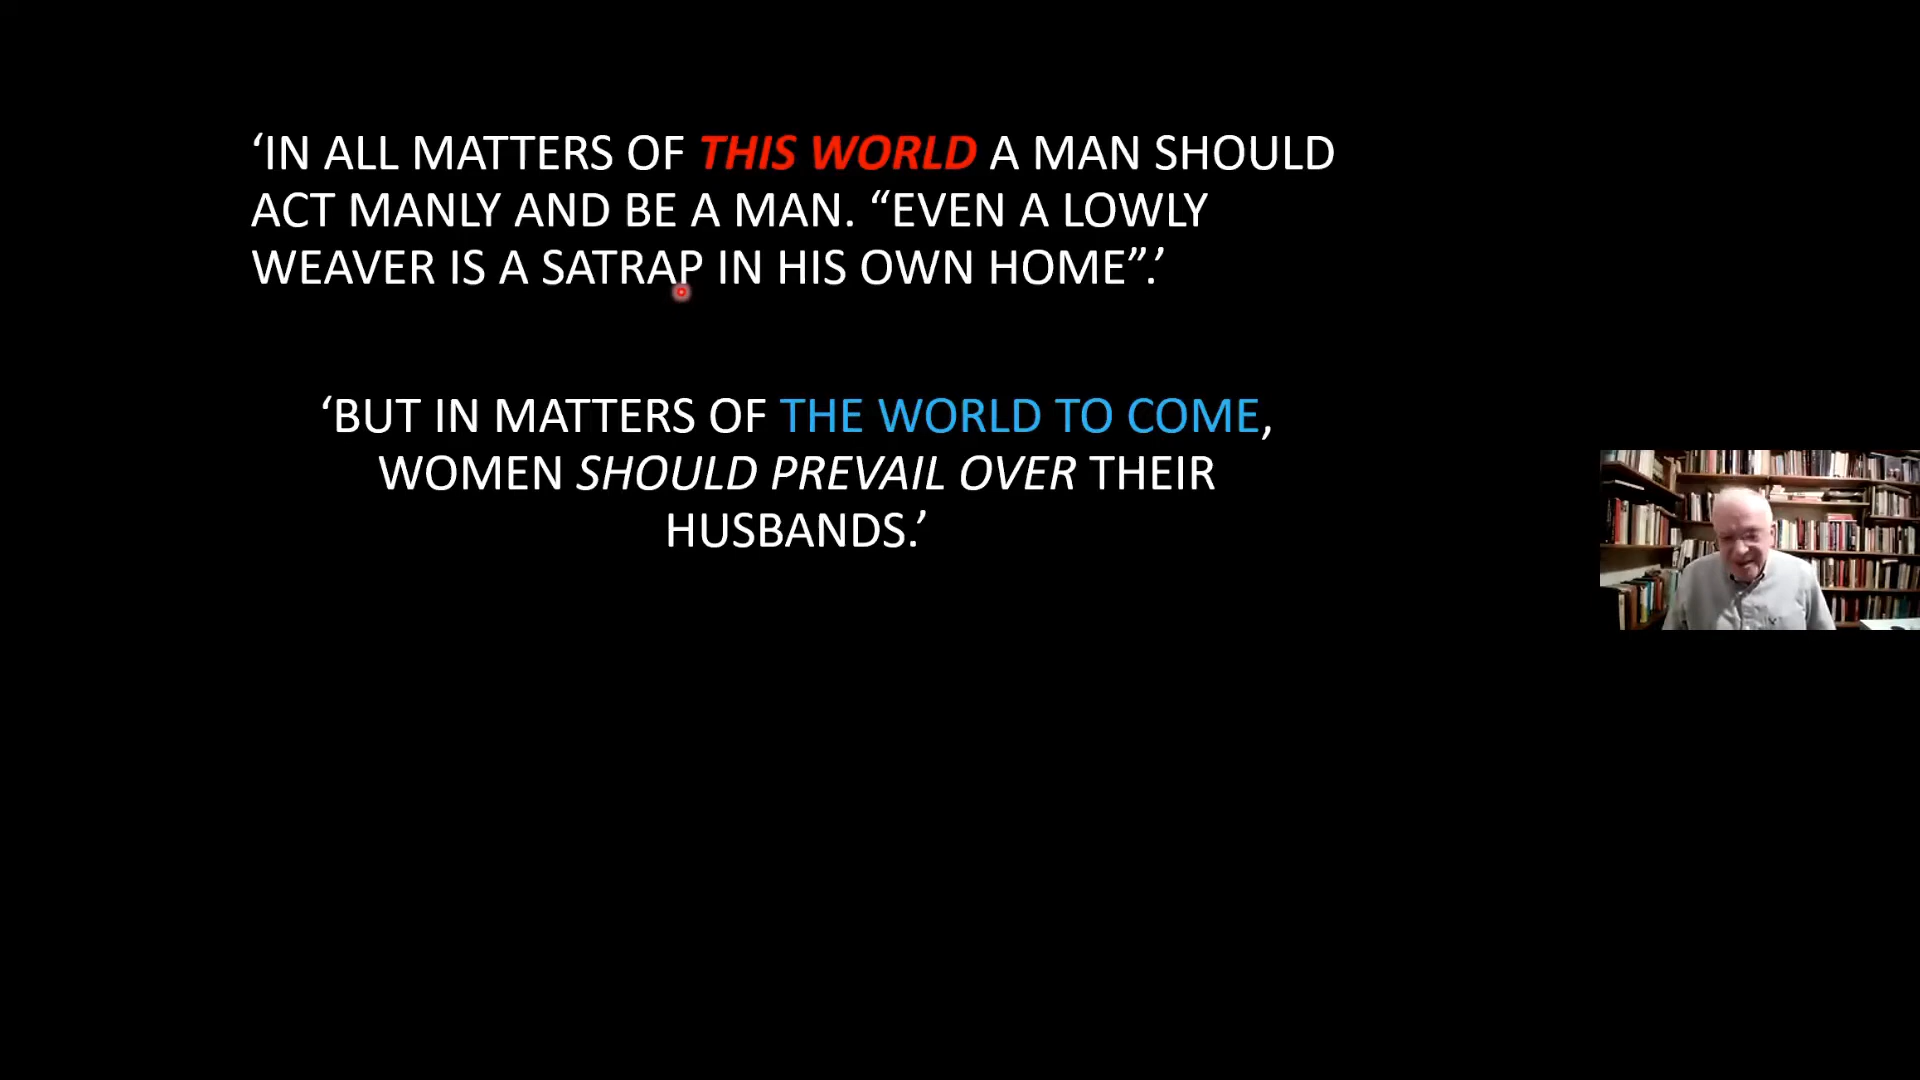 ‘IN ALL MATTERS OF THIS WORLD A MAN SHOULD
ACT MANLY AND BE A MAN. “EVEN A LOWLY
WEAVER IS A SATRAP IN HIS OWN HOME”.’
‘BUT IN MATTERS OF THE WORLD TO COME,
WOMEN SHOULD PREVAIL OVER THEIR
HUSBANDS.’